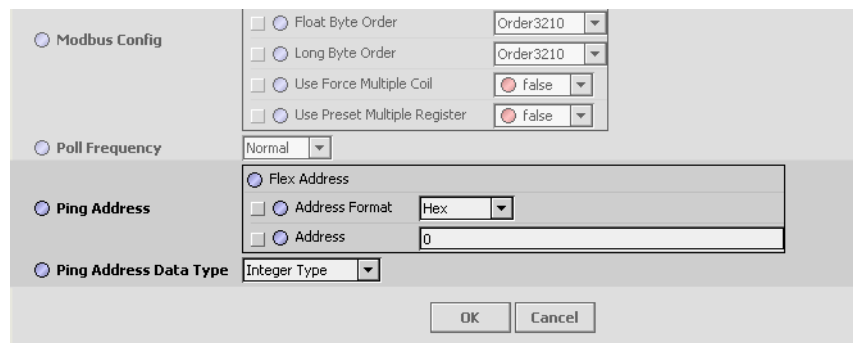 Float Byte Order Order3210
Modbus Config
Long Byte Order Order3210
Use Force Multiple Coil false
Use Preset Multiple Register false
Poll Frequency Normal
Flex Address
Ping Address Address Format Hex
Address 0
Ping Address Data Type Integer Type
OK Cancel